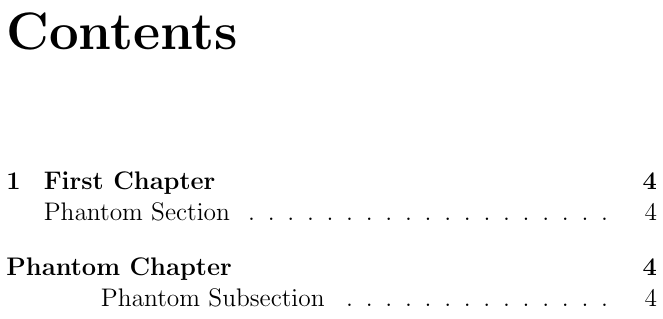 Contents
1 First Chapter 4
Phantom Section . . . . . . . . . . . . . . . . . . . 4
Phantom Chapter 4
Phantom Subsection . . . . . . . . . . . . . . 4